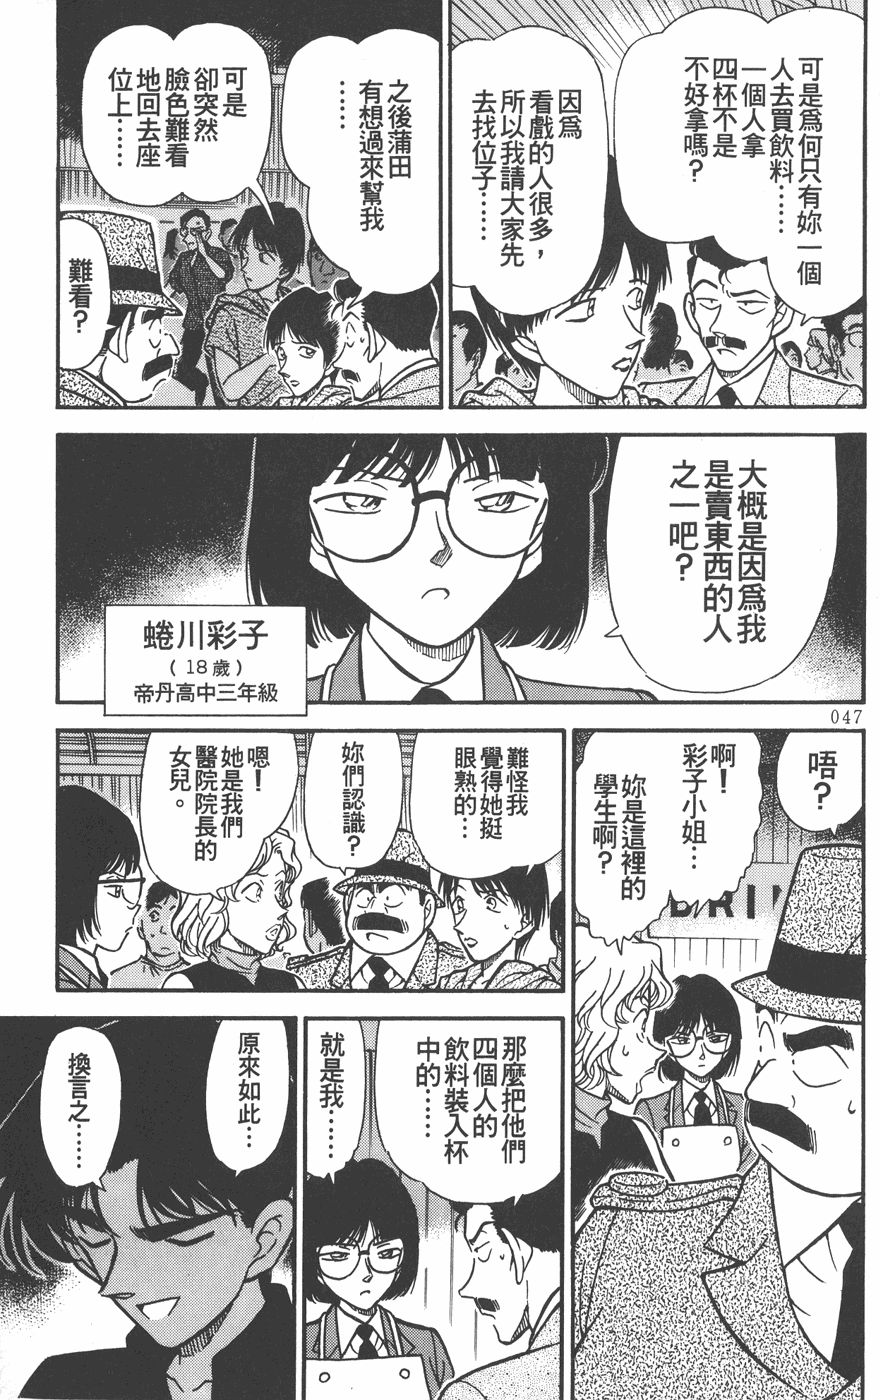 可是為何只有妳一個
人去買飲料……
一個人拿
四杯不是
不好拿嗎？
因為
看戲的人很多，
所以我請大家先
去找位子……
之後蒲田
有想過來幫我
……
可是
卻突然
臉色難看
地回去座
位上……
難看？
大概是因為我
是賣東西的人
之一吧？
蜷川彩子
(18歲)
帝丹高中三年級
047
唔？
啊！
彩子小姐…
妳是這裡的
學生啊？
DRIN
難怪我
覺得她挺
眼熟的…
妳們認識？
嗯！
她是我們
醫院院長的
女兒。
那麼把他們
四個人的
飲料裝入杯
中的……
就是我……
原來如此…
換言之……